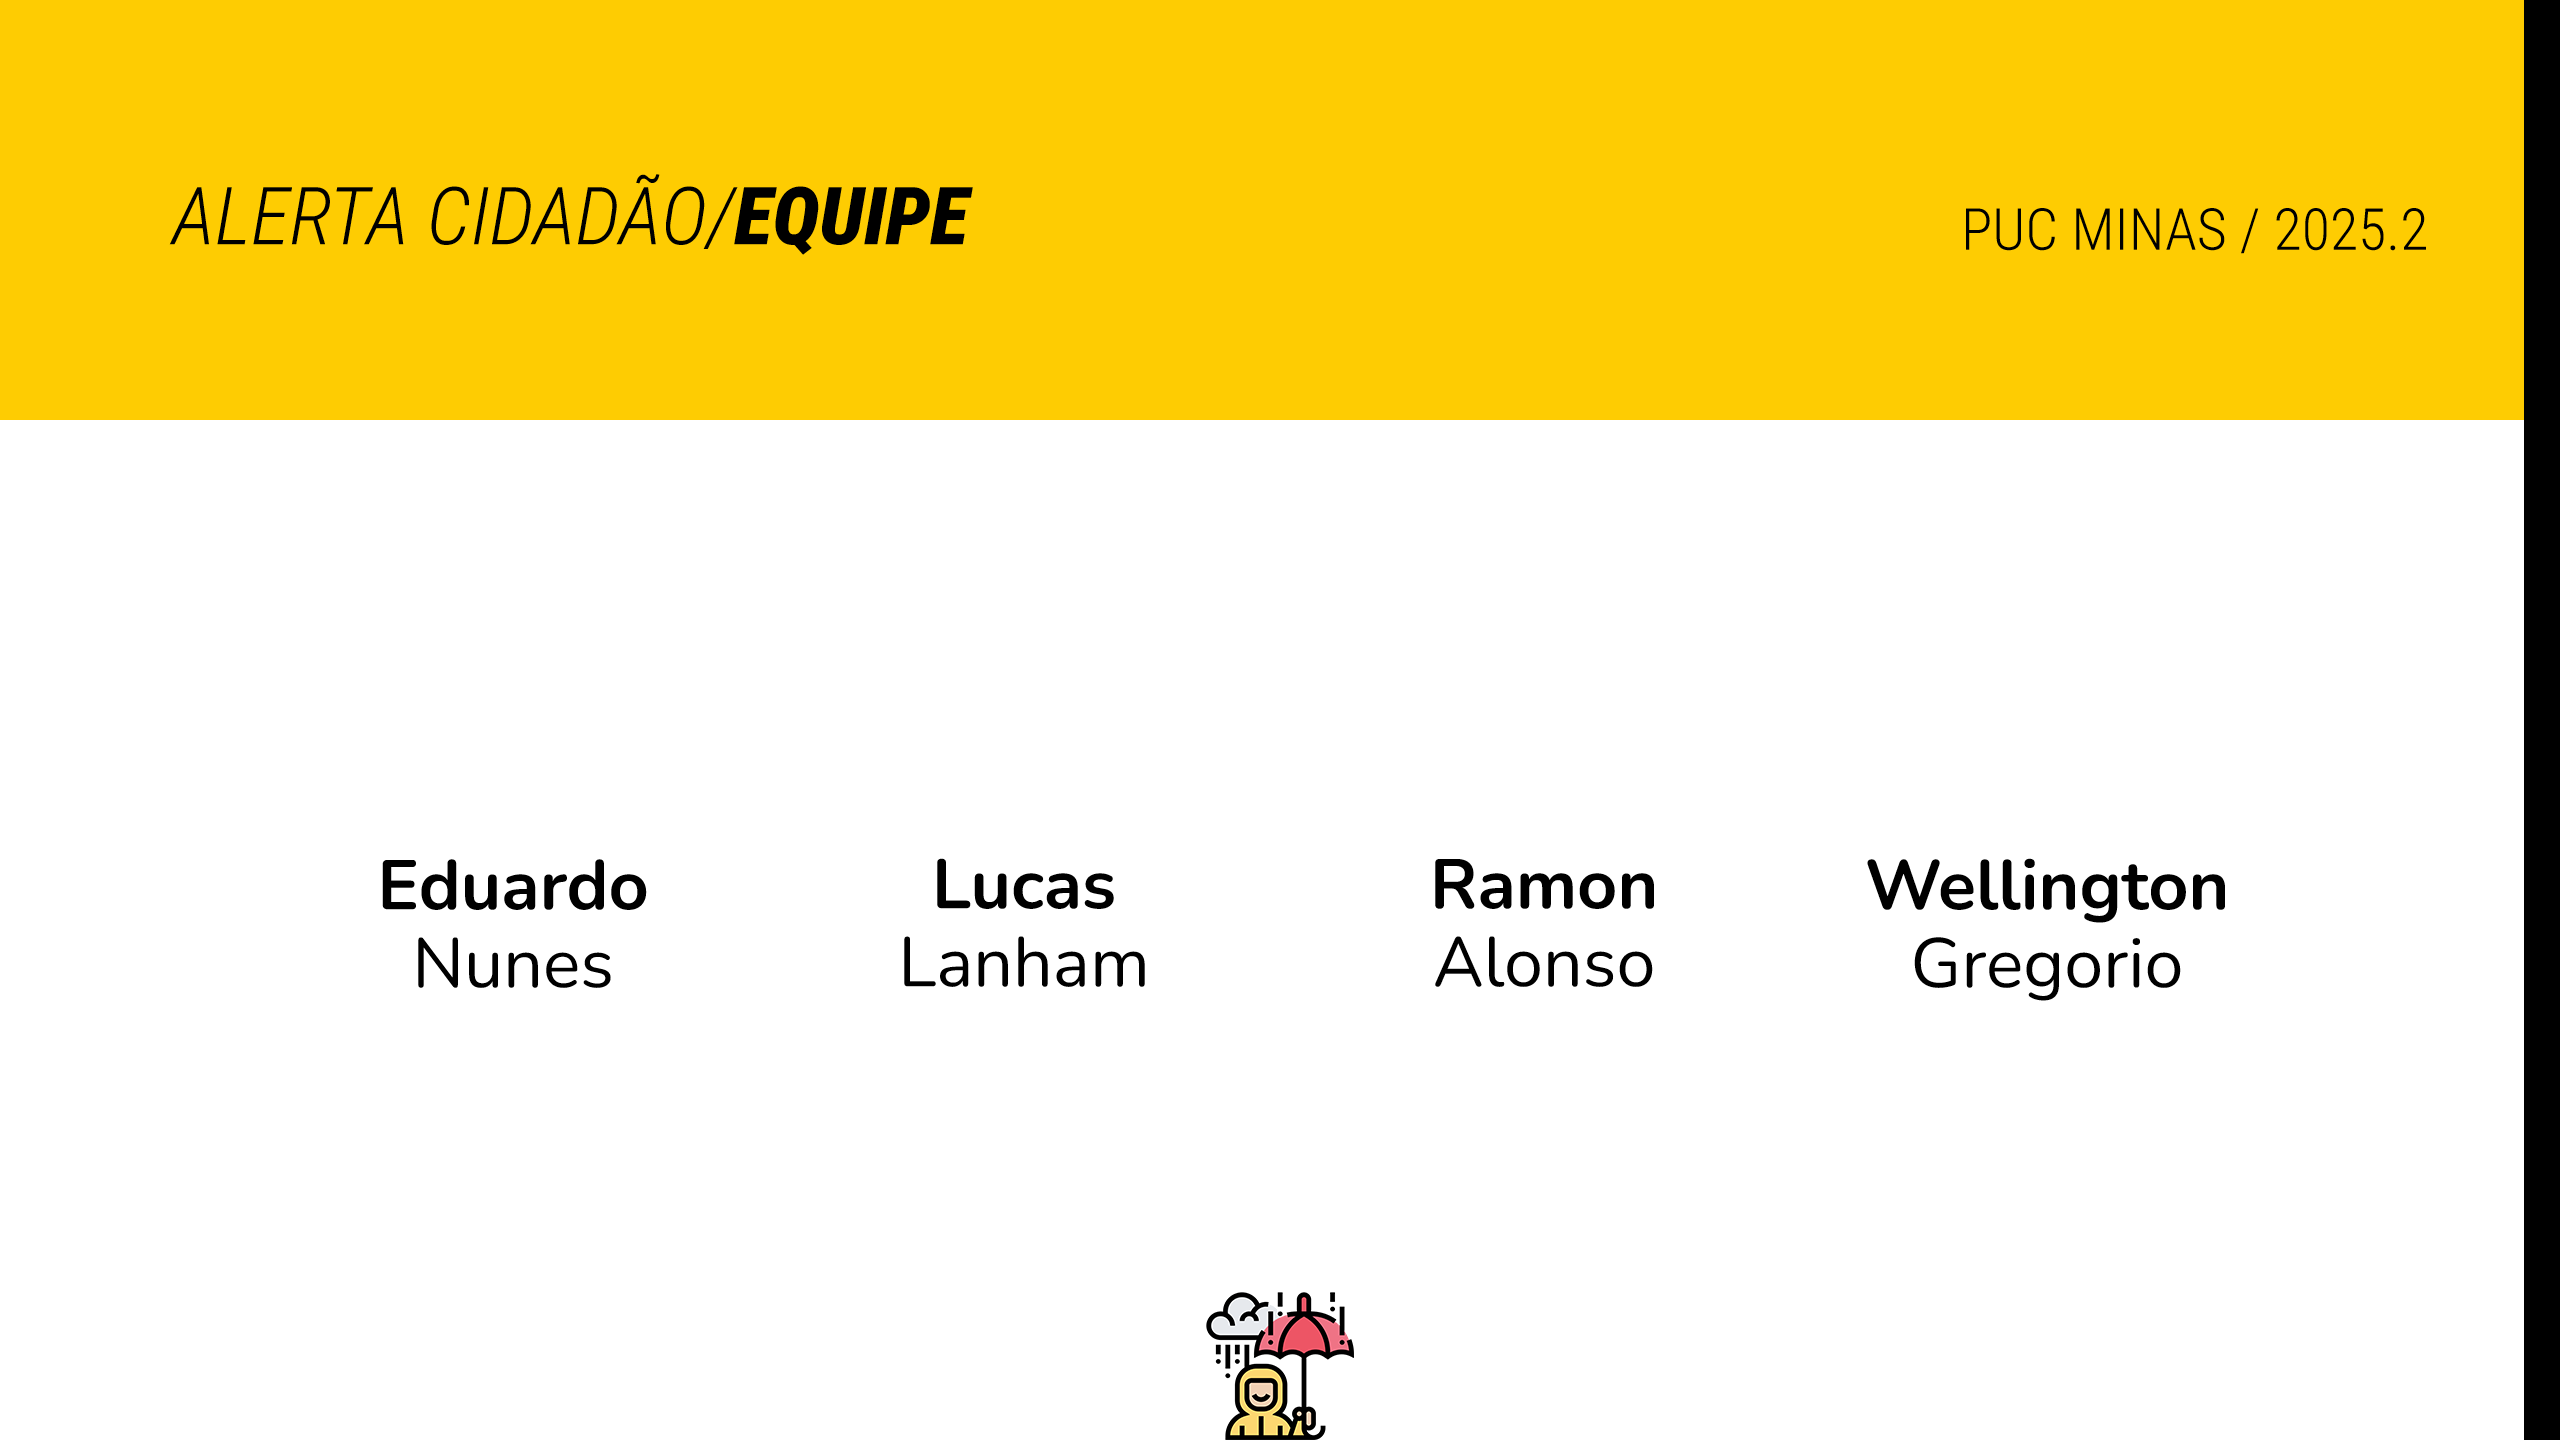 ALERTA CIDADÃO/EQUIPE
PUC MINAS / 2025.2
Eduardo
Nunes
Lucas
Lanham
Ramon
Alonso
Wellington
Gregorio